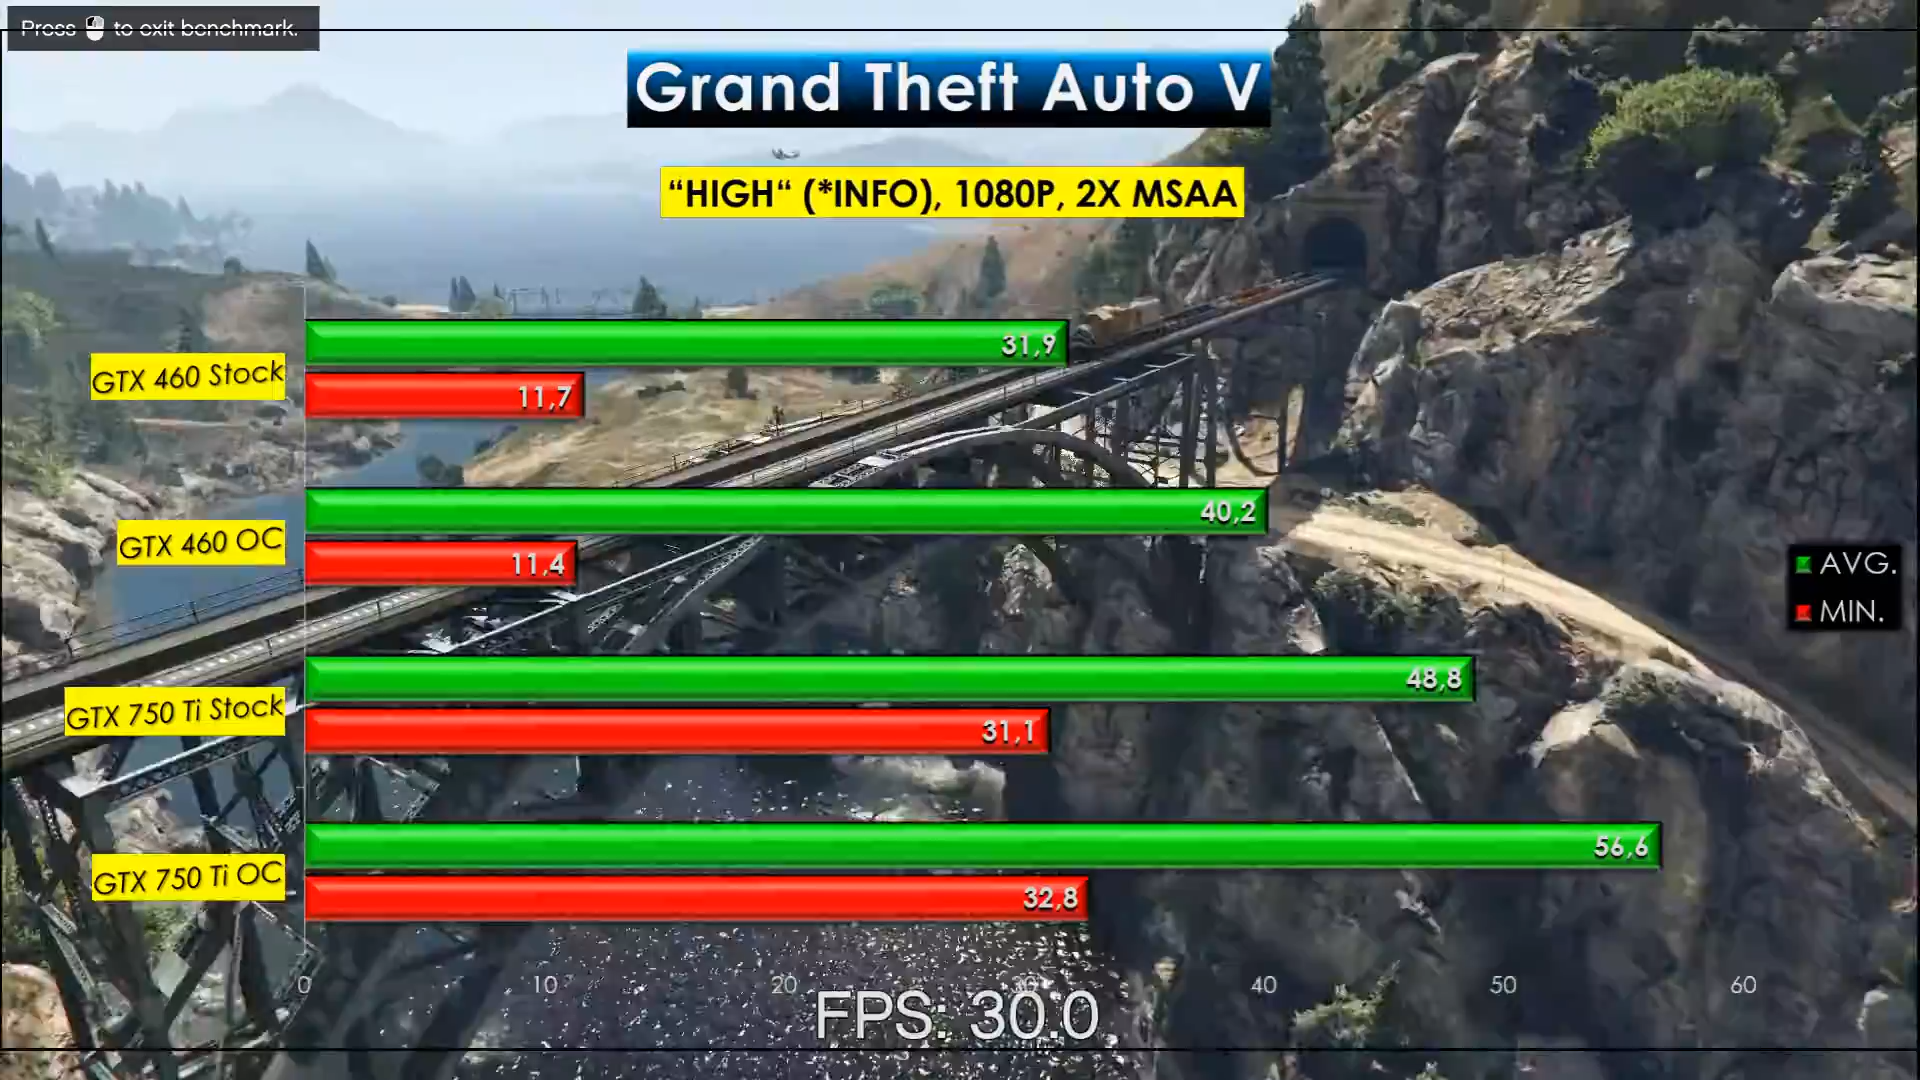 Press to exit benchmark.
Grand Theft Auto V
“HIGH“ (*INFO), 1080P, 2X MSAA
GTX 460 Stock
31,9
11,7
GTX 460 OC
40,2
11,4
GTX 750 Ti Stock
48,8
31,1
GTX 750 Ti OC
56,6
32,8
AVG.
MIN.
0 10 20 30 40 50 60
FPS: 30.0